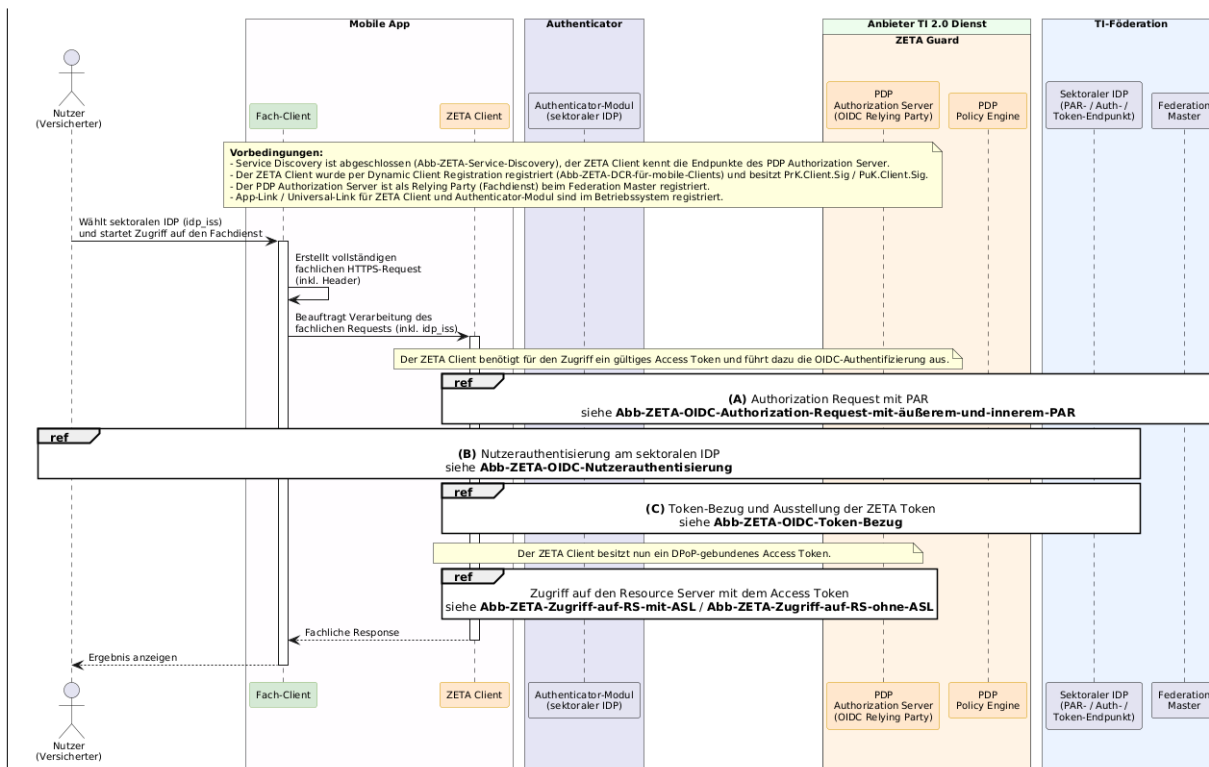 Mobile App
Authenticator
Anbieter TI 2.0 Dienst
TI-Föderation
ZETA Guard
Nutzer
(Versicherter)
Fach-Client
ZETA Client
Authenticator-Modul
(sektoraler IDP)
PDP
Authorization Server
(OIDC Relying Party)
PDP
Policy Engine
Sektoraler IDP
(PAR- / Auth- /
Token-Endpunkt)
Federation
Master
Vorbedingungen:
- Service Discovery ist abgeschlossen (Abb-ZETA-Service-Discovery), der ZETA Client kennt die Endpunkte des PDP Authorization Server.
- Der ZETA Client wurde per Dynamic Client Registration registriert (Abb-ZETA-DCR-für-mobile-Clients) und besitzt PrK.Client.Sig / PuK.Client.Sig.
- Der PDP Authorization Server ist als Relying Party (Fachdienst) beim Federation Master registriert.
- App-Link / Universal-Link für ZETA Client und Authenticator-Modul sind im Betriebssystem registriert.
Wählt sektoralen IDP (idp_iss)
und startet Zugriff auf den Fachdienst
Erstellt vollständigen
fachlichen HTTPS-Request
(inkl. Header)
Beauftragt Verarbeitung des
fachlichen Requests (inkl. idp_iss)
Der ZETA Client benötigt für den Zugriff ein gültiges Access Token und führt dazu die OIDC-Authentifizierung aus.
ref
(A) Authorization Request mit PAR
siehe Abb-ZETA-OIDC-Authorization-Request-mit-äußerem-und-innerem-PAR
ref
(B) Nutzerauthentisierung am sektoralen IDP
siehe Abb-ZETA-OIDC-Nutzerauthentisierung
ref
(C) Token-Bezug und Ausstellung der ZETA Token
siehe Abb-ZETA-OIDC-Token-Bezug
Der ZETA Client besitzt nun ein DPoP-gebundenes Access Token.
ref
Zugriff auf den Resource Server mit dem Access Token
siehe Abb-ZETA-Zugriff-auf-RS-mit-ASL / Abb-ZETA-Zugriff-auf-RS-ohne-ASL
Fachliche Response
Ergebnis anzeigen
Nutzer
(Versicherter)
Fach-Client
ZETA Client
Authenticator-Modul
(sektoraler IDP)
PDP
Authorization Server
(OIDC Relying Party)
PDP
Policy Engine
Sektoraler IDP
(PAR- / Auth- /
Token-Endpunkt)
Federation
Master